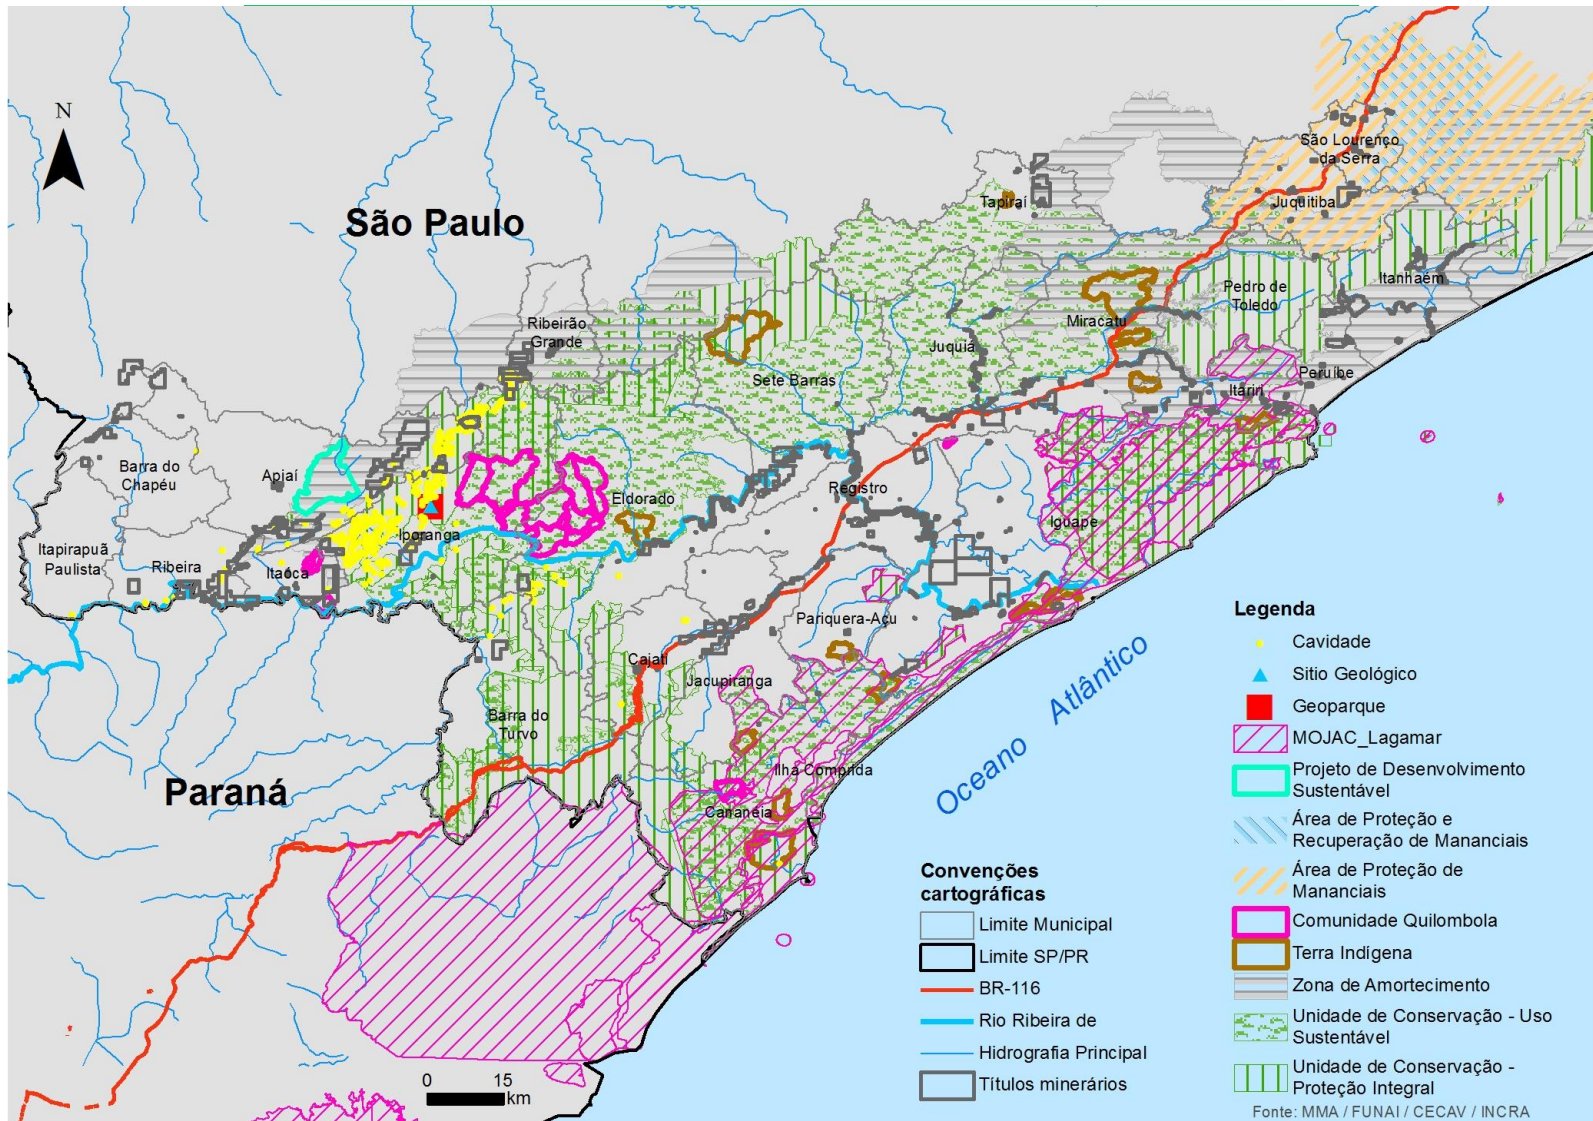 N
São Paulo
São Lourenço
da Serra
Tapiraí
Juquitiba
Itanhaém
Pedro de
Toledo
Ribeirão
Grande
Miracatu
Juquiá
Sete Barras
Peruíbe
Itariri
Barra do
Chapéu
Apiaí
Registro
Eldorado
Iguape
Iporanga
Itapirapuã
Paulista
Ribeira
Itaóca
Pariquera-Açu
Cajati
Jacupiranga
Barra do
Turvo
Ilha Comprida
Cananéia
Paraná
Oceano Atlântico
0 15
km
Convenções
cartográficas
Limite Municipal
Limite SP/PR
BR-116
Rio Ribeira de
Hidrografia Principal
Títulos minerários
Legenda
Cavidade
Sitio Geológico
Geoparque
MOJAC_Lagamar
Projeto de Desenvolvimento
Sustentável
Área de Proteção e
Recuperação de Mananciais
Área de Proteção de
Mananciais
Comunidade Quilombola
Terra Indígena
Zona de Amortecimento
Unidade de Conservação - Uso
Sustentável
Unidade de Conservação -
Proteção Integral
Fonte: MMA / FUNAI / CECAV / INCRA